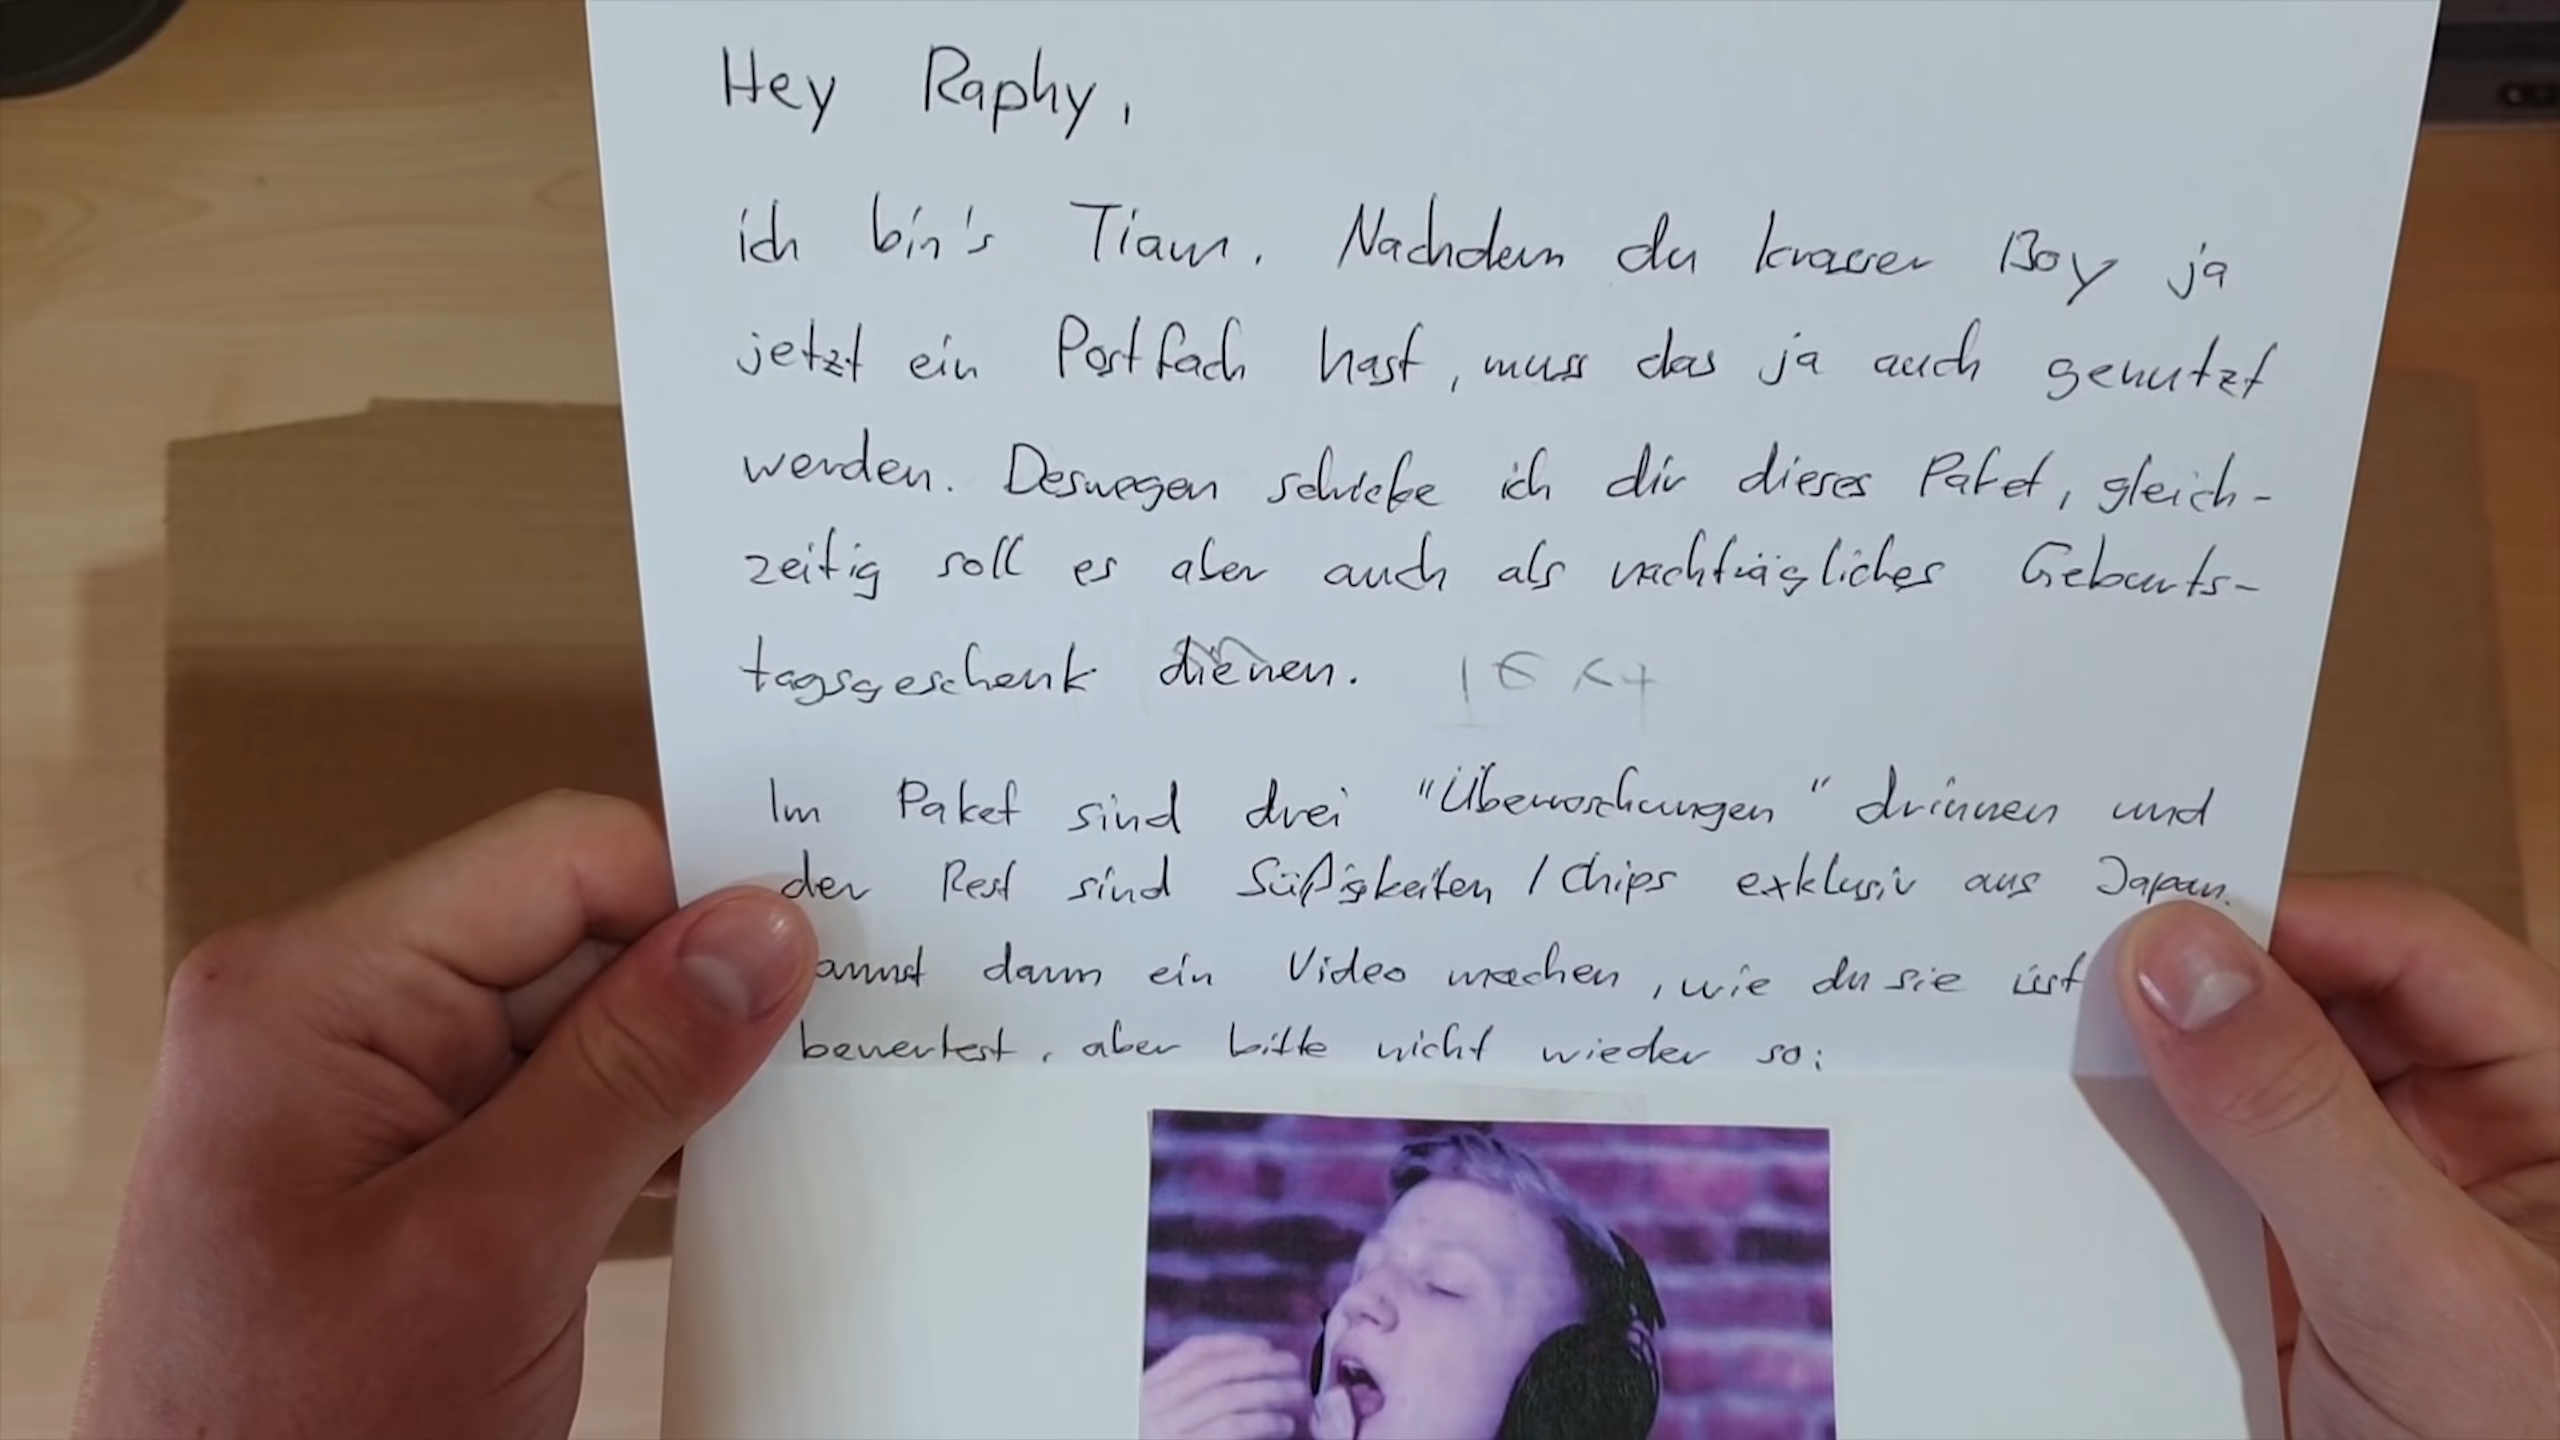 Hey Raphy,
ich bin's Tiam. Nachdem du krasser Boy ja
jetzt ein Postfach hast, muss das ja auch genutzt
werden. Deswegen schicke ich dir dieses Paket, gleich-
zeitig soll es aber auch als nachträgliches Geburts-
tagsgeschenk dienen.
Im Paket sind drei "Überraschungen" drinnen und
der Rest sind Süßigkeiten / Chips exklusiv aus Japan.
annst dann ein Video machen, wie du sie isst
bewertest, aber bitte nicht wieder so: